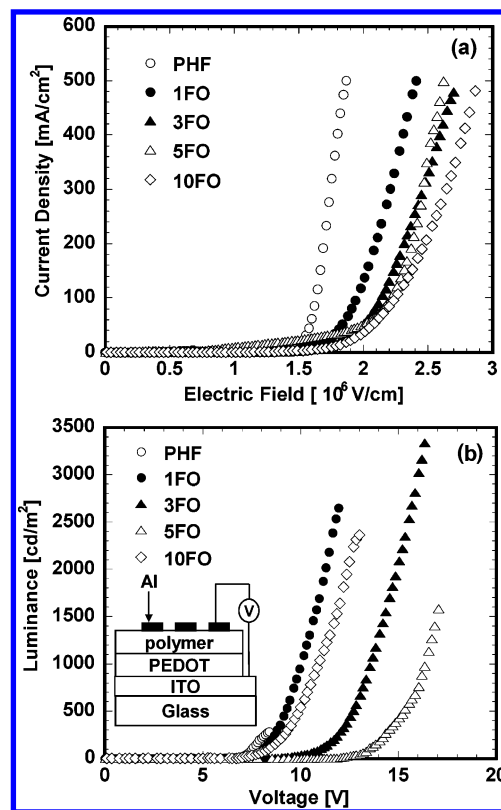 (a)
PHF
1FO
3FO
5FO
10FO
Current Density [mA/cm²]
600
500
400
300
200
100
0
0 0.5 1 1.5 2 2.5 3
Electric Field [ 10⁶ V/cm]
(b)
PHF
1FO
3FO
5FO
10FO
Luminance [cd/m²]
3500
3000
2500
2000
1500
1000
500
0
Al
V
polymer
PEDOT
ITO
Glass
0 5 10 15 20
Voltage [V]